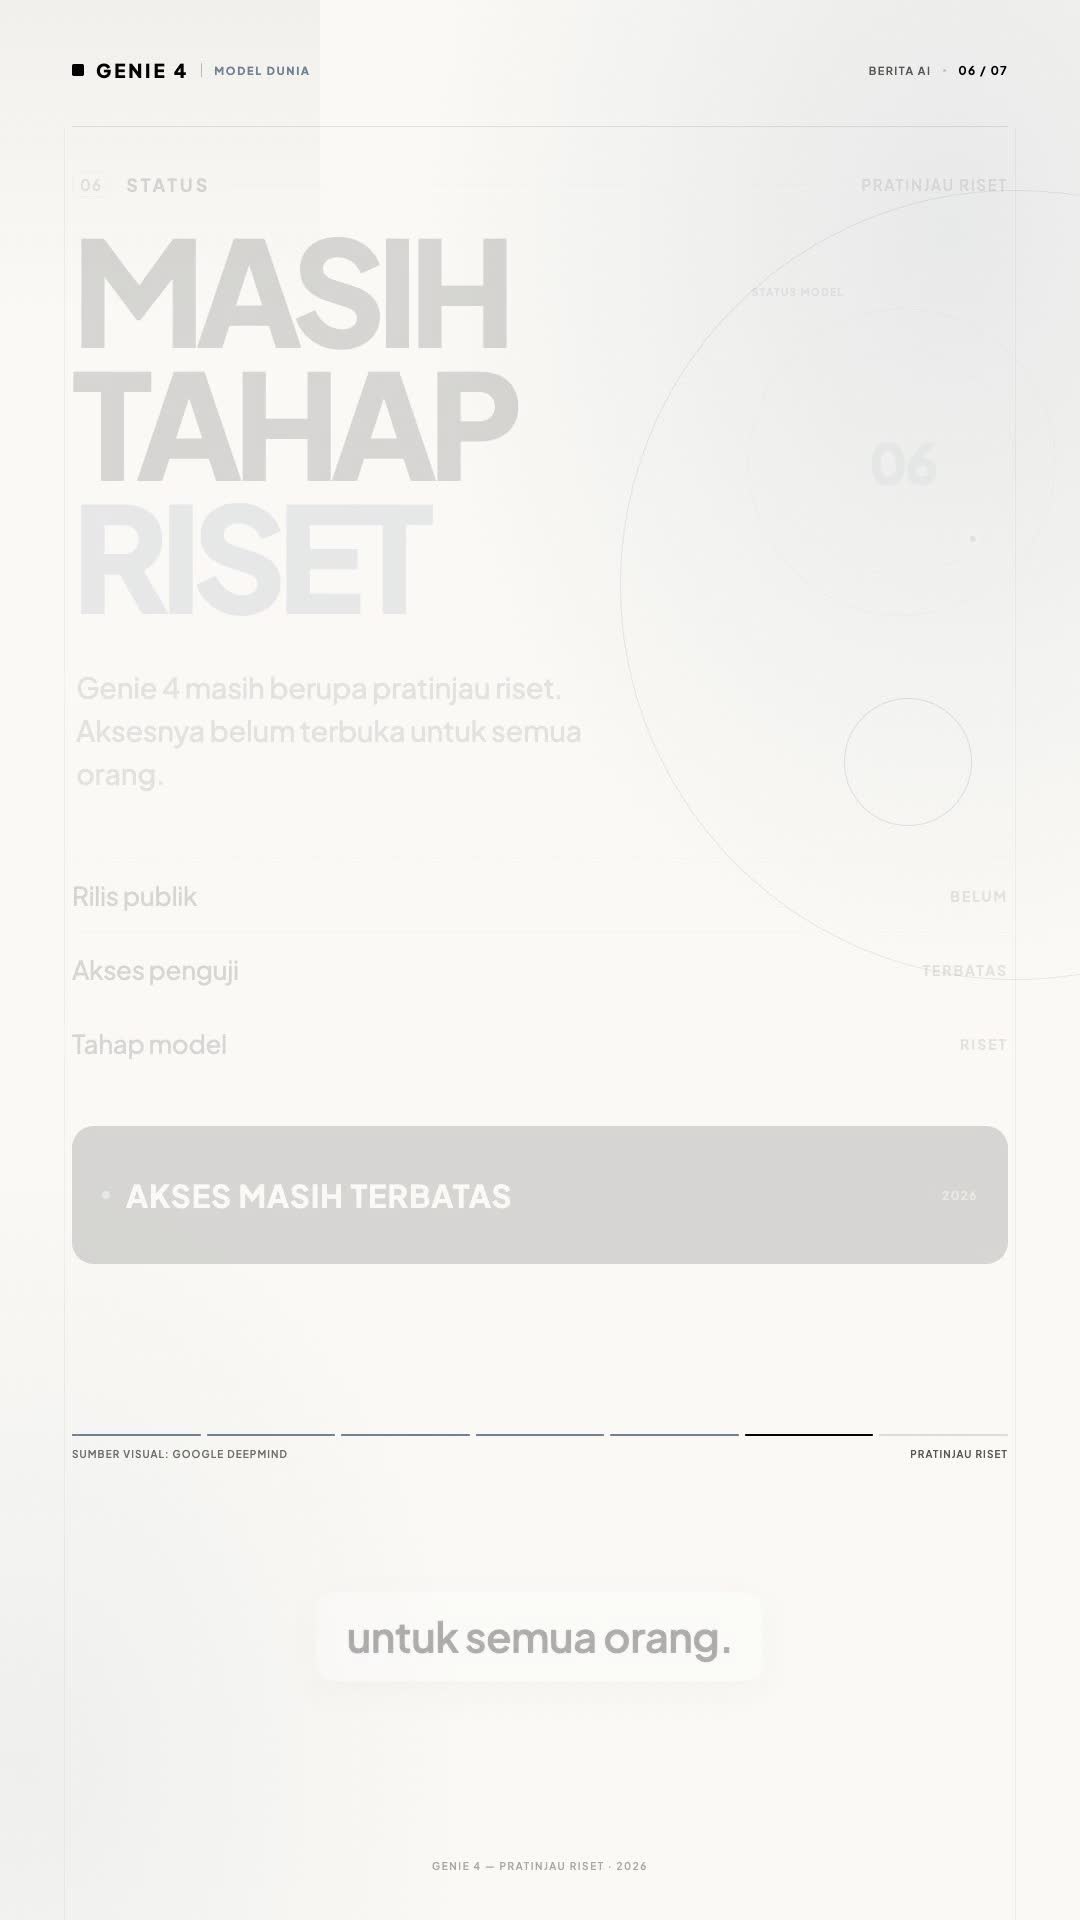 GENIE 4 MODEL DUNIA
BERITA AI · 06 / 07
06 STATUS
PRATINJAU RISET
MASIH
TAHAP
RISET
STATUS MODEL
06
Genie 4 masih berupa pratinjau riset.
Aksesnya belum terbuka untuk semua
orang.
Rilis publik BELUM
Akses penguji TERBATAS
Tahap model RISET
AKSES MASIH TERBATAS 2026
SUMBER VISUAL: GOOGLE DEEPMIND
PRATINJAU RISET
untuk semua orang.
GENIE 4 — PRATINJAU RISET · 2026